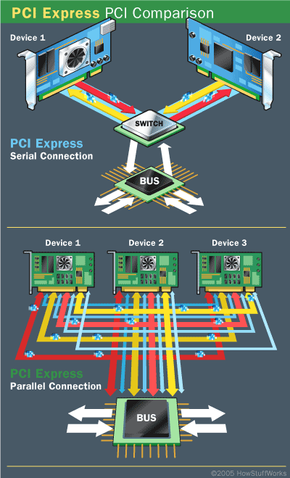 PCI Express PCI Comparison
Device 1
Device 2
SWITCH
PCI Express
Serial Connection
BUS
Device 1
Device 2
Device 3
PCI Express
Parallel Connection
BUS
©2005 HowStuffWorks